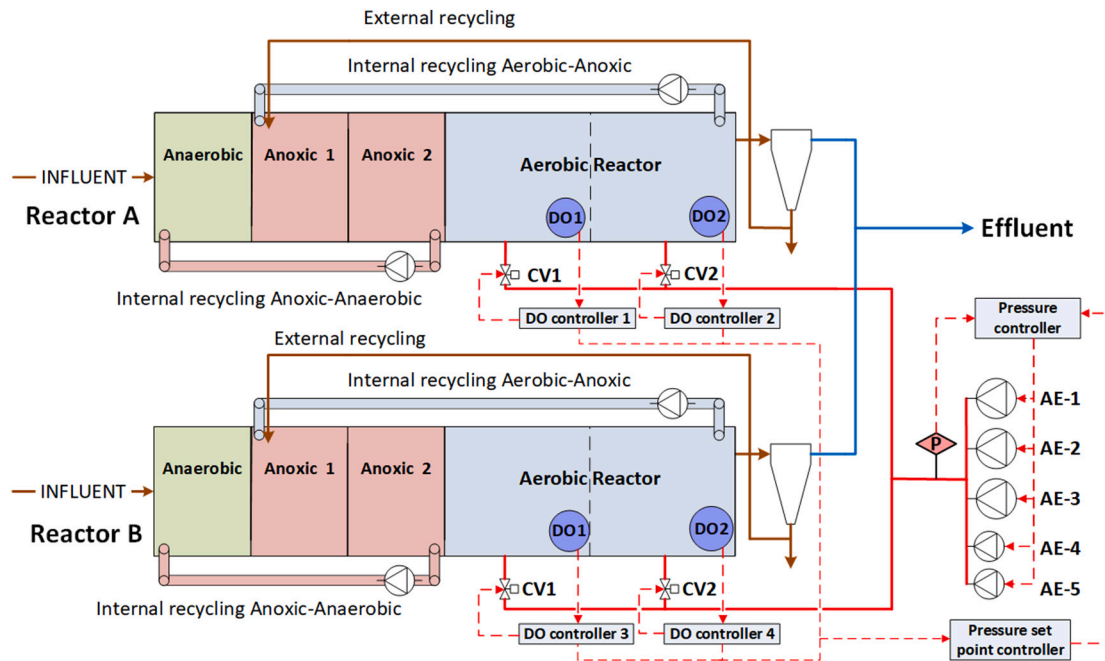 External recycling
Internal recycling Aerobic-Anoxic
Anaerobic
Anoxic 1
Anoxic 2
Aerobic Reactor
INFLUENT
Reactor A
DO1
DO2
Effluent
CV1
CV2
Internal recycling Anoxic-Anaerobic
DO controller 1
DO controller 2
Pressure
controller
External recycling
Internal recycling Aerobic-Anoxic
AE-1
P
AE-2
Anaerobic
Anoxic 1
Anoxic 2
Aerobic Reactor
INFLUENT
AE-3
Reactor B
DO1
DO2
AE-4
AE-5
CV1
CV2
Internal recycling Anoxic-Anaerobic
DO controller 3
DO controller 4
Pressure set
point controller